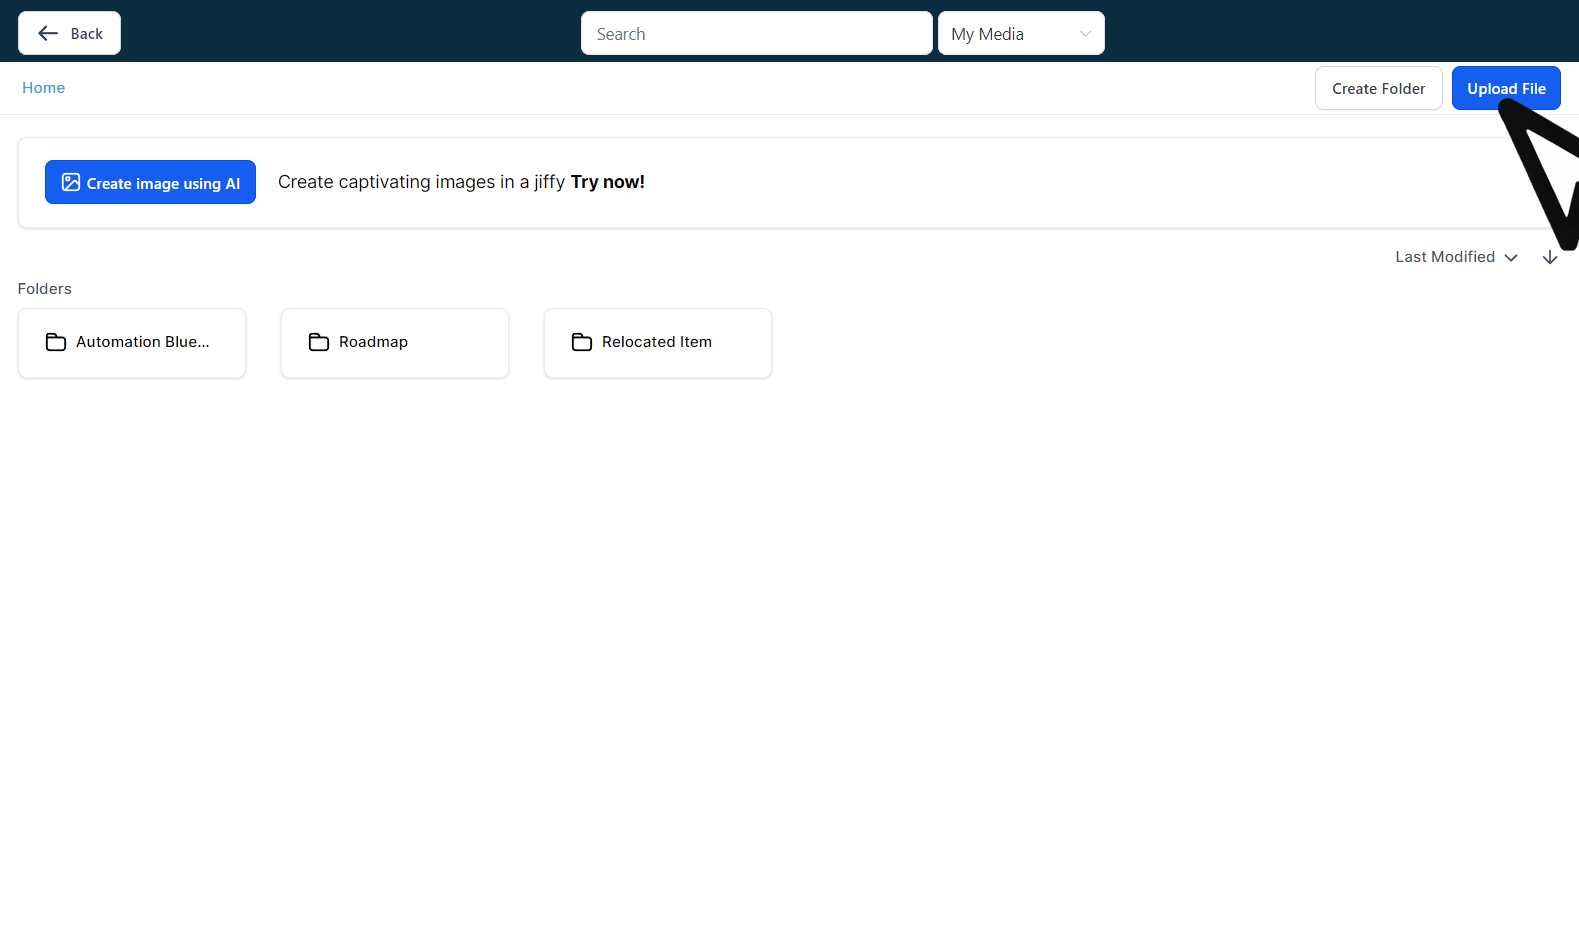 Back
Search
My Media
Home
Create Folder
Upload File
Create image using AI
Create captivating images in a jiffy Try now!
Last Modified
Folders
Automation Blue...
Roadmap
Relocated Item